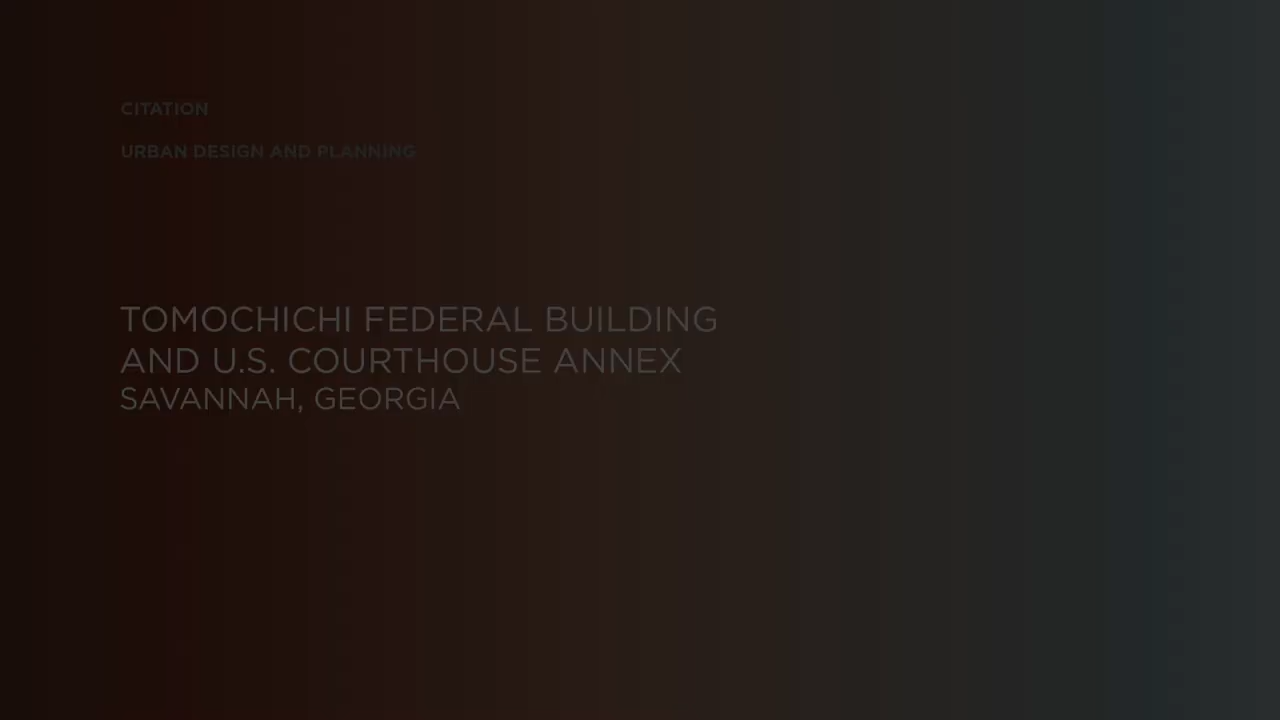 CITATION
URBAN DESIGN AND PLANNING
TOMOCHICHI FEDERAL BUILDING
AND U.S. COURTHOUSE ANNEX
SAVANNAH, GEORGIA